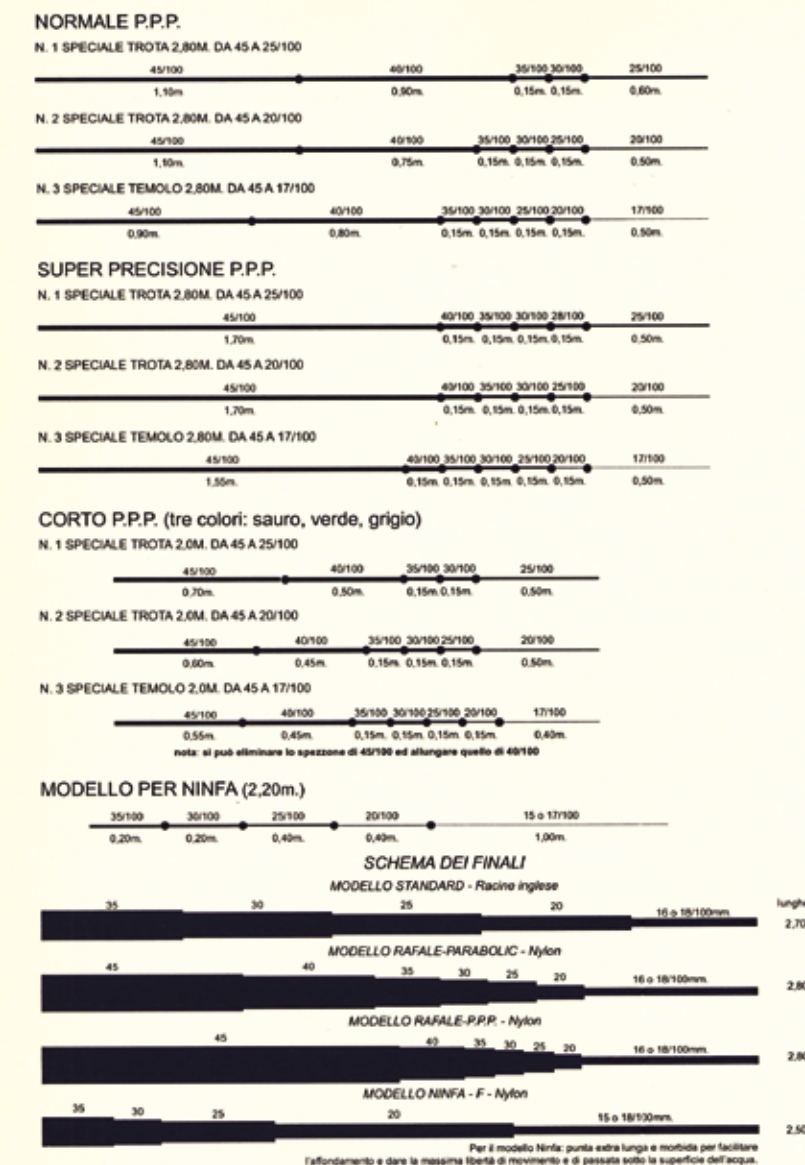 NORMALE P.P.P.
N. 1 SPECIALE TROTA 2,80M. DA 45 A 25/100
45/100 40/100 35/100 30/100 25/100
1,10m. 0,90m. 0,15m. 0,15m. 0,60m.
N. 2 SPECIALE TROTA 2,80M. DA 45 A 20/100
45/100 40/100 35/100 30/100 25/100 20/100
1,10m. 0,75m. 0,15m. 0,15m. 0,15m. 0,50m.
N. 3 SPECIALE TEMOLO 2,80M. DA 45 A 17/100
45/100 40/100 35/100 30/100 25/100 20/100 17/100
0,90m. 0,80m. 0,15m. 0,15m. 0,15m. 0,15m. 0,50m.
SUPER PRECISIONE P.P.P.
N. 1 SPECIALE TROTA 2,80M. DA 45 A 25/100
45/100 40/100 35/100 30/100 28/100 25/100
1,70m. 0,15m. 0,15m. 0,15m. 0,15m. 0,50m.
N. 2 SPECIALE TROTA 2,80M. DA 45 A 20/100
45/100 40/100 35/100 30/100 25/100 20/100
1,70m. 0,15m. 0,15m. 0,15m. 0,15m. 0,50m.
N. 3 SPECIALE TEMOLO 2,80M. DA 45 A 17/100
45/100 40/100 35/100 30/100 25/100 20/100 17/100
1,55m. 0,15m. 0,15m. 0,15m. 0,15m. 0,15m. 0,50m.
CORTO P.P.P. (tre colori: sauro, verde, grigio)
N. 1 SPECIALE TROTA 2,0M. DA 45 A 25/100
45/100 40/100 35/100 30/100 25/100
0,70m. 0,50m. 0,15m. 0,15m. 0,50m.
N. 2 SPECIALE TROTA 2,0M. DA 45 A 20/100
45/100 40/100 35/100 30/100 25/100 20/100
0,60m. 0,45m. 0,15m. 0,15m. 0,15m. 0,50m.
N. 3 SPECIALE TEMOLO 2,0M. DA 45 A 17/100
45/100 40/100 35/100 30/100 25/100 20/100 17/100
0,55m. 0,45m. 0,15m. 0,15m. 0,15m. 0,15m. 0,40m.
nota: si può eliminare lo spezzone di 45/100 ed allungare quello di 40/100
MODELLO PER NINFA (2,20m.)
35/100 30/100 25/100 20/100 15 o 17/100
0,20m. 0,20m. 0,40m. 0,40m. 1,00m.
SCHEMA DEI FINALI
MODELLO STANDARD - Racine inglese
35 30 25 20 16 o 18/100mm. lunghe
2,70
MODELLO RAFALE-PARABOLIC - Nylon
45 40 35 30 25 20 16 o 18/100mm.
2,80
MODELLO RAFALE-P.P.P. - Nylon
45 40 35 30 25 20 16 o 18/100mm.
2,80
MODELLO NINFA - F - Nylon
35 30 25 20 15 o 18/100mm.
2,50
Per il modello Ninfa: punta extra lunga e morbida per facilitare
l'affondamento e dare la massima libertà di movimento e di passata sotto la superficie dell'acqua.